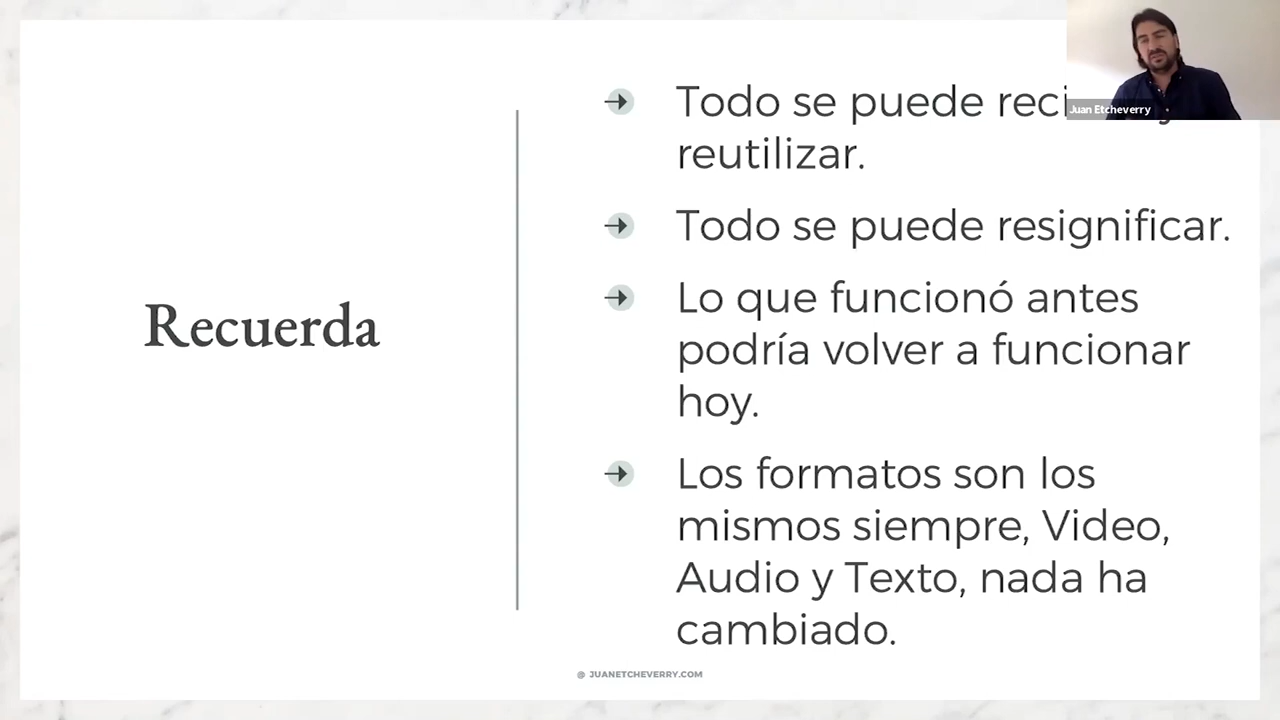 Recuerda
Todo se puede
reutilizar.
Todo se puede resignificar.
Lo que funcionó antes
podría volver a funcionar
hoy.
Los formatos son los
mismos siempre, Video,
Audio y Texto, nada ha
cambiado.
@ JUANETCHEVERRY.COM
Juan Etcheverry